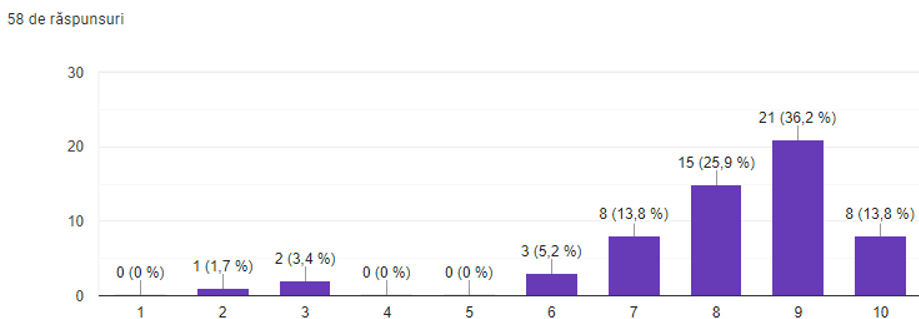 58 de răspunsuri
30
20
10
0
0 (0 %)
1 (1,7 %)
2 (3,4 %)
0 (0 %)
0 (0 %)
3 (5,2 %)
8 (13,8 %)
15 (25,9 %)
21 (36,2 %)
8 (13,8 %)
1 2 3 4 5 6 7 8 9 10